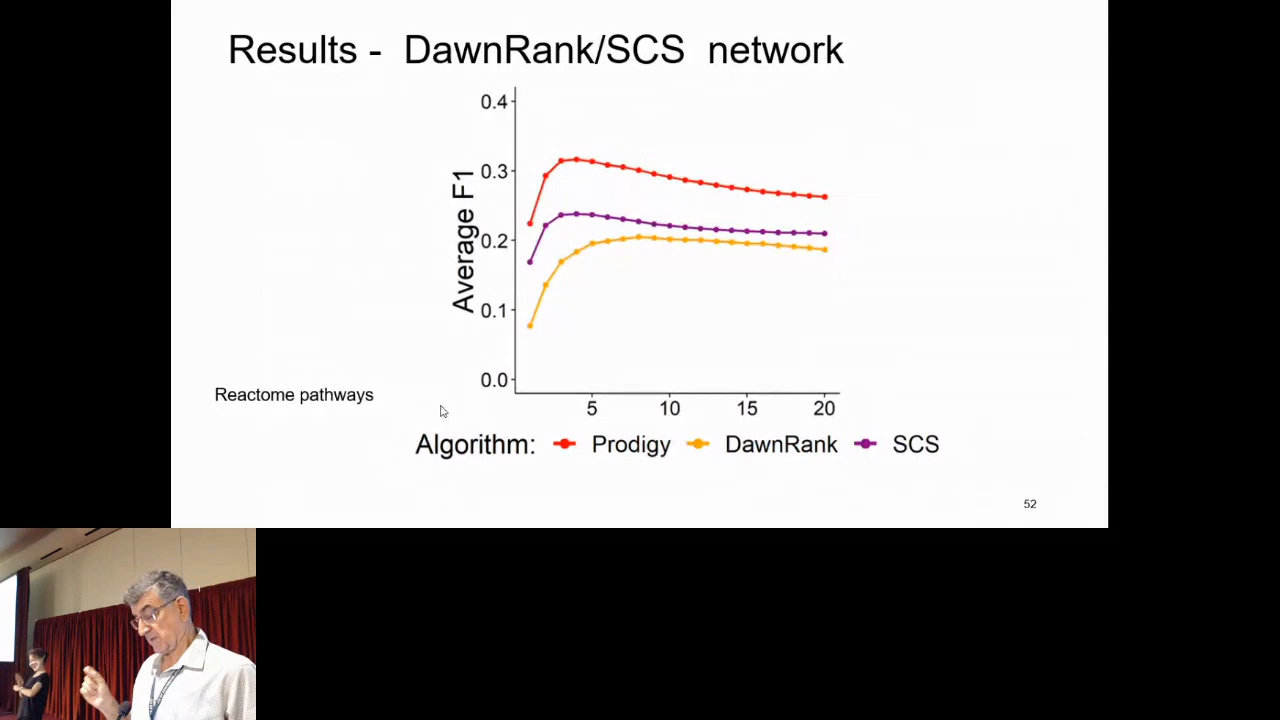 Results - DawnRank/SCS network
Average F1
0.4
0.3
0.2
0.1
0.0
5 10 15 20
Reactome pathways
Algorithm: Prodigy DawnRank SCS
52